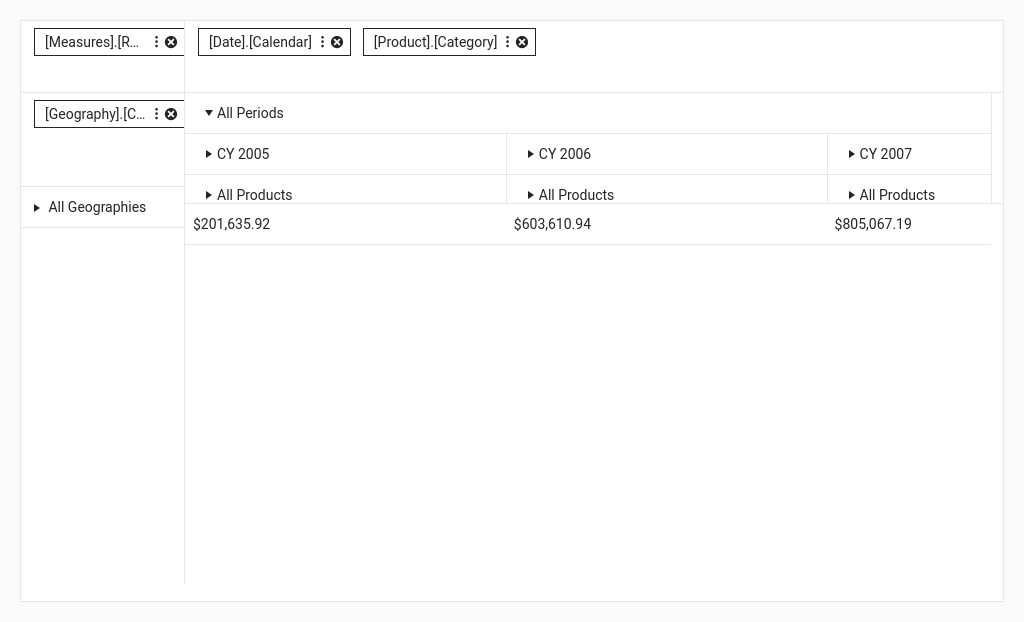 [Measures].[R... [Date].[Calendar] [Product].[Category]
[Geography].[C... All Periods
CY 2005 CY 2006 CY 2007
All Products All Products All Products
All Geographies
$201,635.92 $603,610.94 $805,067.19